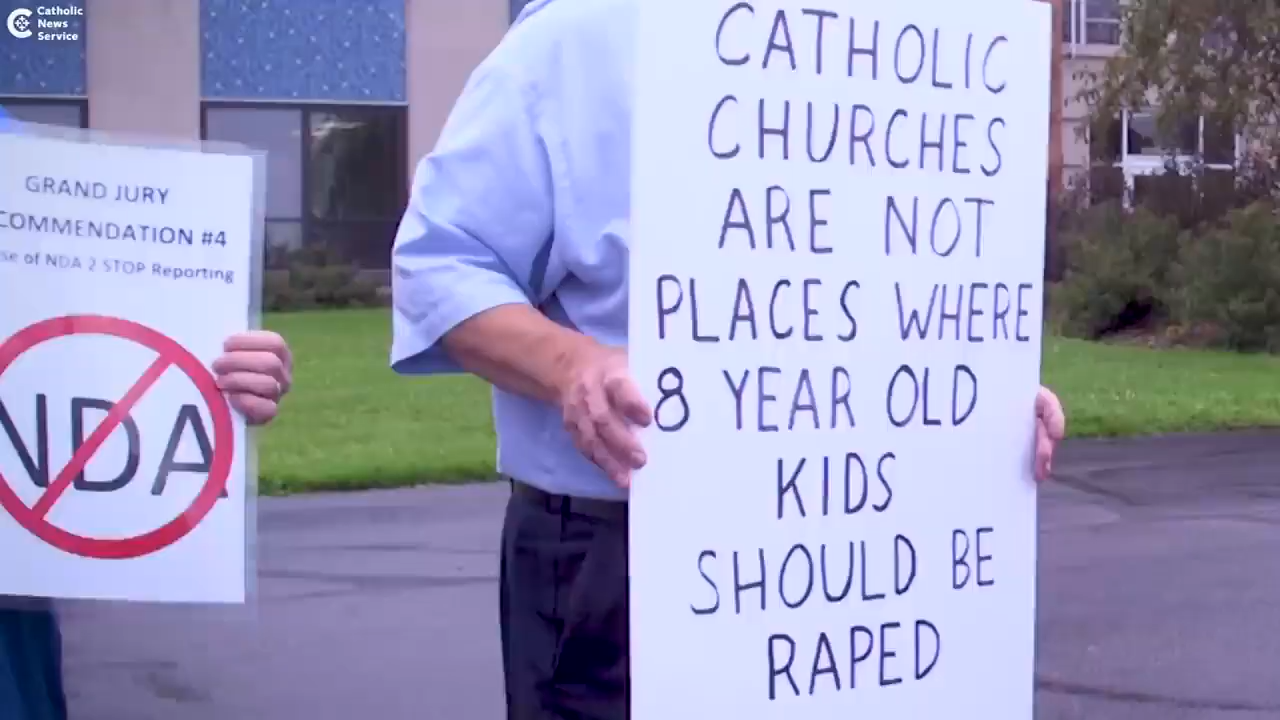 Catholic
News
Service
GRAND JURY
COMMENDATION #4
se of NDA 2 STOP Reporting
NDA
CATHOLIC
CHURCHES
ARE NOT
PLACES WHERE
8 YEAR OLD
KIDS
SHOULD BE
RAPED